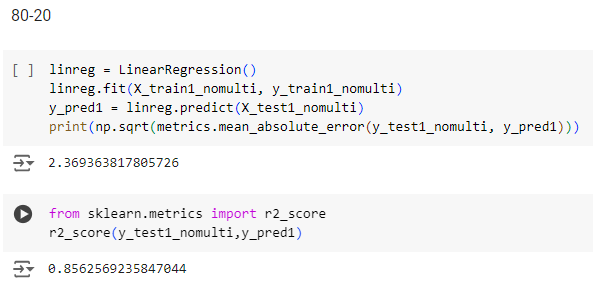 80-20
[ ] linreg = LinearRegression()
linreg.fit(X_train1_nomulti, y_train1_nomulti)
y_pred1 = linreg.predict(X_test1_nomulti)
print(np.sqrt(metrics.mean_absolute_error(y_test1_nomulti, y_pred1)))
2.369363817805726
from sklearn.metrics import r2_score
r2_score(y_test1_nomulti,y_pred1)
0.8562569235847044